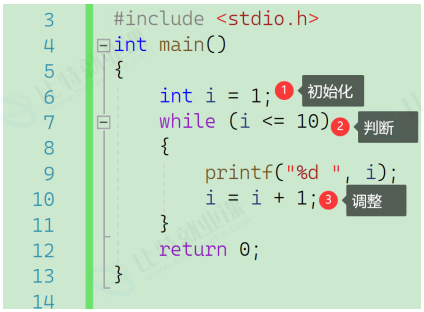 3 #include <stdio.h>
4 int main()
5 {
6 int i = 1; 1 初始化
7 while (i <= 10) 2 判断
8 {
9 printf("%d ", i);
10 i = i + 1; 3 调整
11 }
12 return 0;
13 }
14